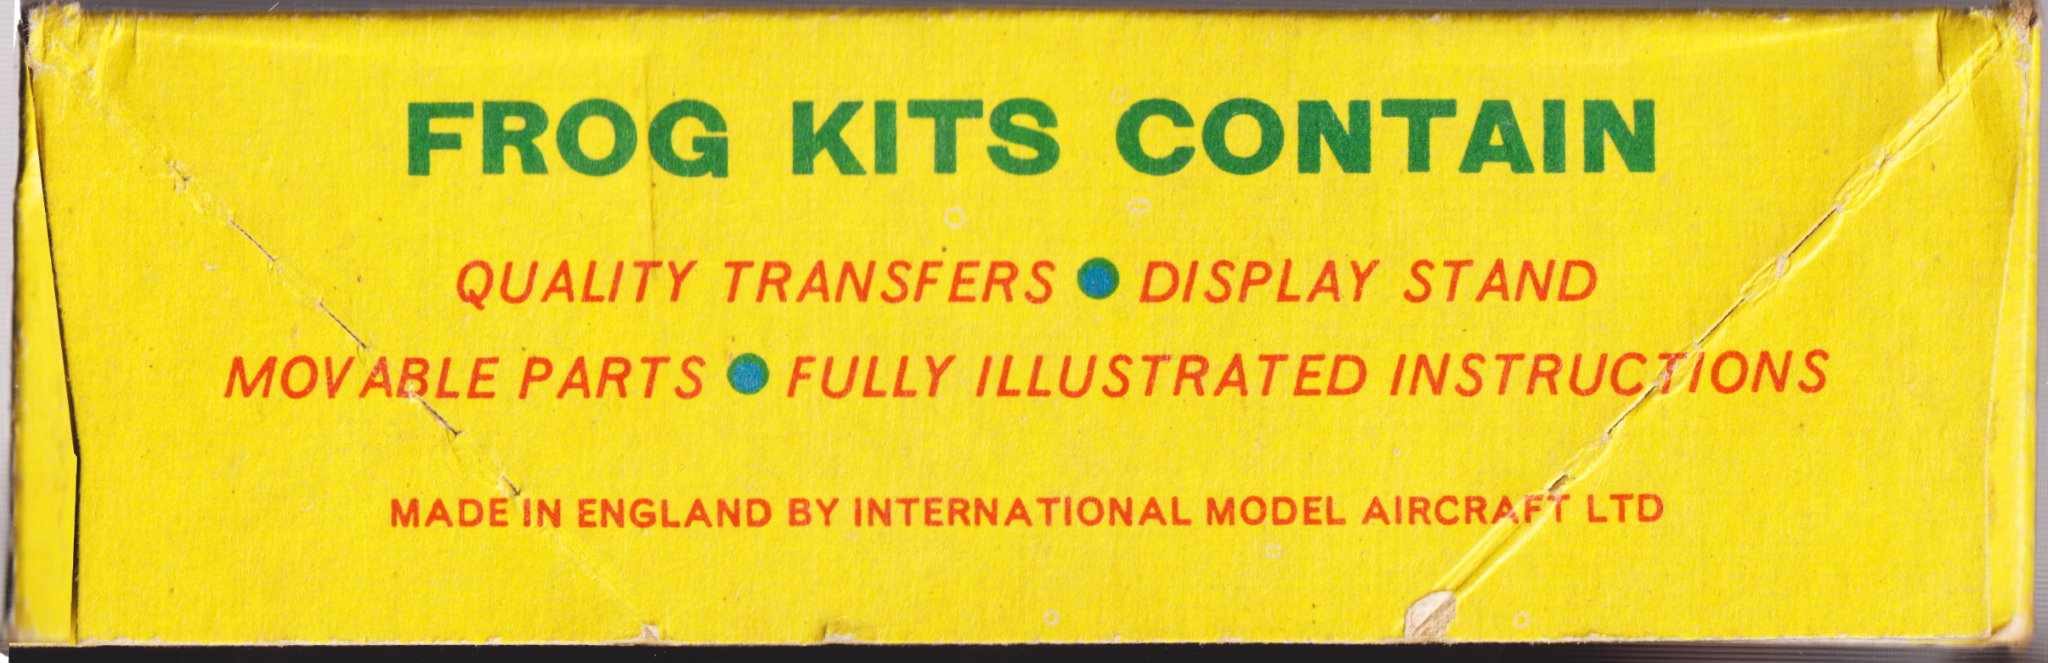 FROG KITS CONTAIN
QUALITY TRANSFERS ● DISPLAY STAND
MOVABLE PARTS ● FULLY ILLUSTRATED INSTRUCTIONS
MADE IN ENGLAND BY INTERNATIONAL MODEL AIRCRAFT LTD